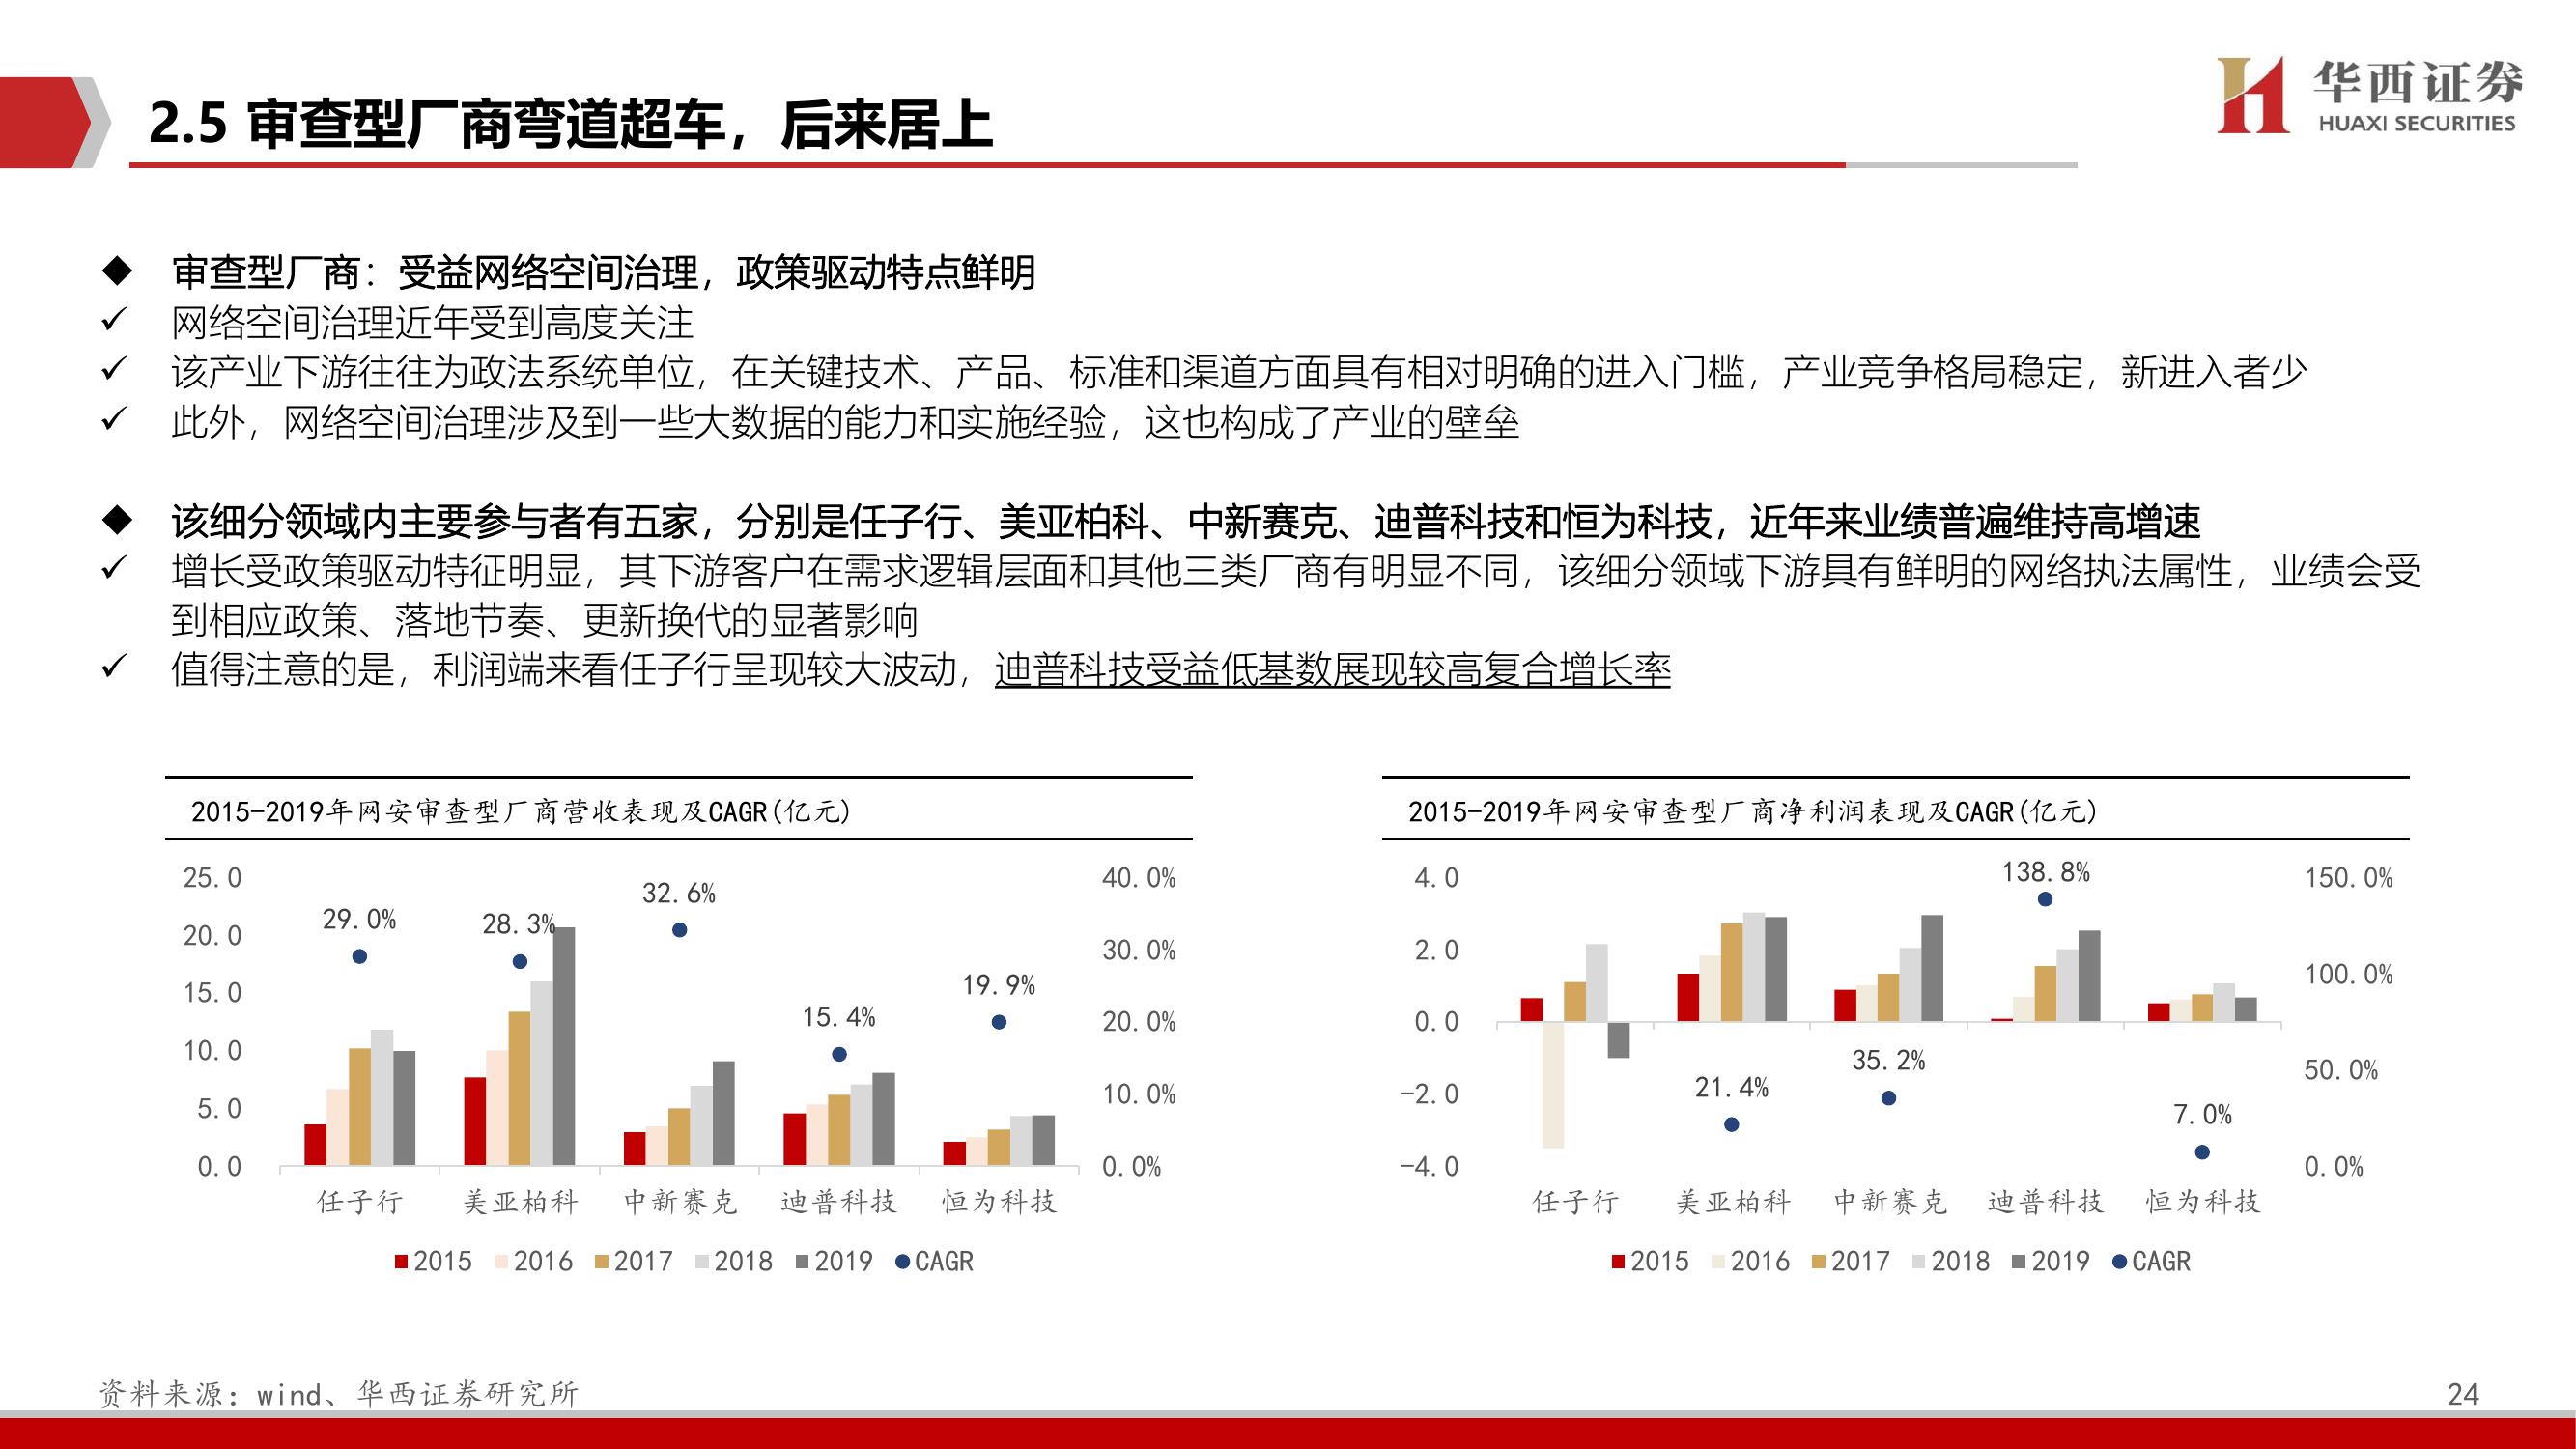 2.5 审查型厂商弯道超车，后来居上
华西证券
HUAXI SECURITIES
◆ 审查型厂商：受益网络空间治理，政策驱动特点鲜明
✓ 网络空间治理近年受到高度关注
✓ 该产业下游往往为政法系统单位，在关键技术、产品、标准和渠道方面具有相对明确的进入门槛，产业竞争格局稳定，新进入者少
✓ 此外，网络空间治理涉及到一些大数据的能力和实施经验，这也构成了产业的壁垒
◆ 该细分领域内主要参与者有五家，分别是任子行、美亚柏科、中新赛克、迪普科技和恒为科技，近年来业绩普遍维持高增速
✓ 增长受政策驱动特征明显，其下游客户在需求逻辑层面和其他三类厂商有明显不同，该细分领域下游具有鲜明的网络执法属性，业绩会受
到相应政策、落地节奏、更新换代的显著影响
✓ 值得注意的是，利润端来看任子行呈现较大波动，迪普科技受益低基数展现较高复合增长率
2015-2019年网安审查型厂商营收表现及CAGR(亿元)
25.0
20.0
15.0
10.0
5.0
0.0
29.0%
28.3%
32.6%
15.4%
19.9%
40.0%
30.0%
20.0%
10.0%
0.0%
任子行 美亚柏科 中新赛克 迪普科技 恒为科技
2015 2016 2017 2018 2019 CAGR
2015-2019年网安审查型厂商净利润表现及CAGR(亿元)
4.0
2.0
0.0
-2.0
-4.0
21.4%
35.2%
138.8%
7.0%
150.0%
100.0%
50.0%
0.0%
任子行 美亚柏科 中新赛克 迪普科技 恒为科技
2015 2016 2017 2018 2019 CAGR
资料来源：wind、华西证券研究所
24